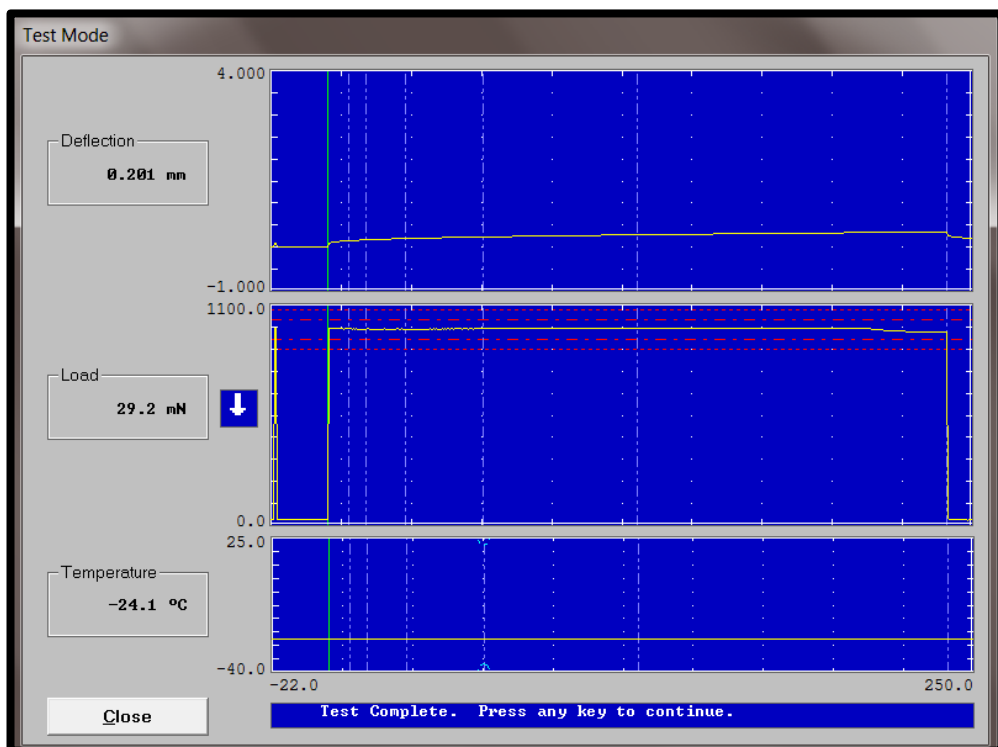 Test Mode
4.000
Deflection
0.201 mm
-1.000
1100.0
Load
29.2 mN
0.0
25.0
Temperature
-24.1 ºC
-40.0
-22.0 250.0
Close
Test Complete. Press any key to continue.